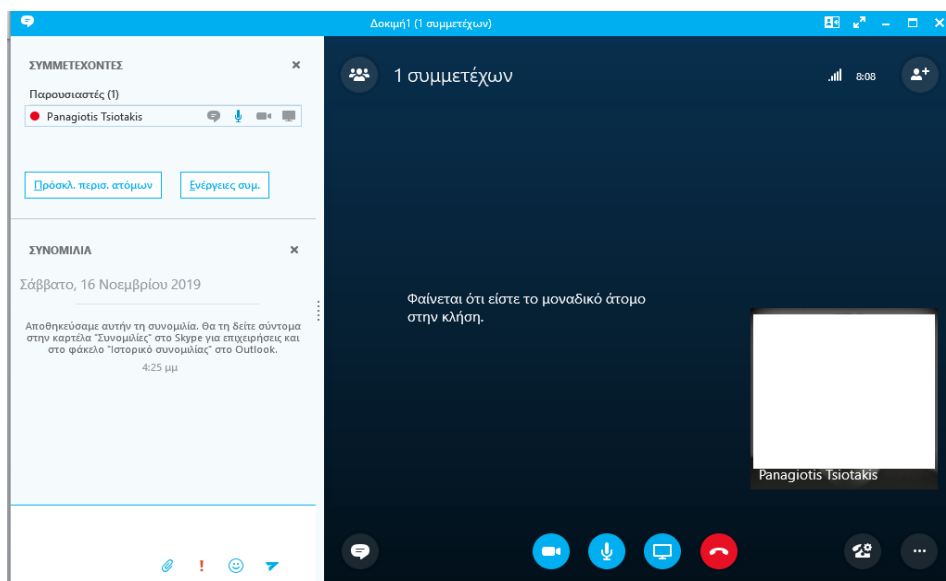 Δοκιμή1 (1 συμμετέχων)
ΣΥΜΜΕΤΕΧΟΝΤΕΣ
Παρουσιαστές (1)
Panagiotis Tsiotakis
Πρόσκλ. περισ. ατόμων
Ενέργειες συμ.
ΣΥΝΟΜΙΛΙΑ
Σάββατο, 16 Νοεμβρίου 2019
Αποθηκεύσαμε αυτήν τη συνομιλία. Θα τη δείτε σύντομα
στην καρτέλα "Συνομιλίες" στο Skype για επιχειρήσεις και
στο φάκελο "Ιστορικό συνομιλίας" στο Outlook.
4:25 μμ
1 συμμετέχων
8:08
Φαίνεται ότι είστε το μοναδικό άτομο
στην κλήση.
Panagiotis Tsiotakis